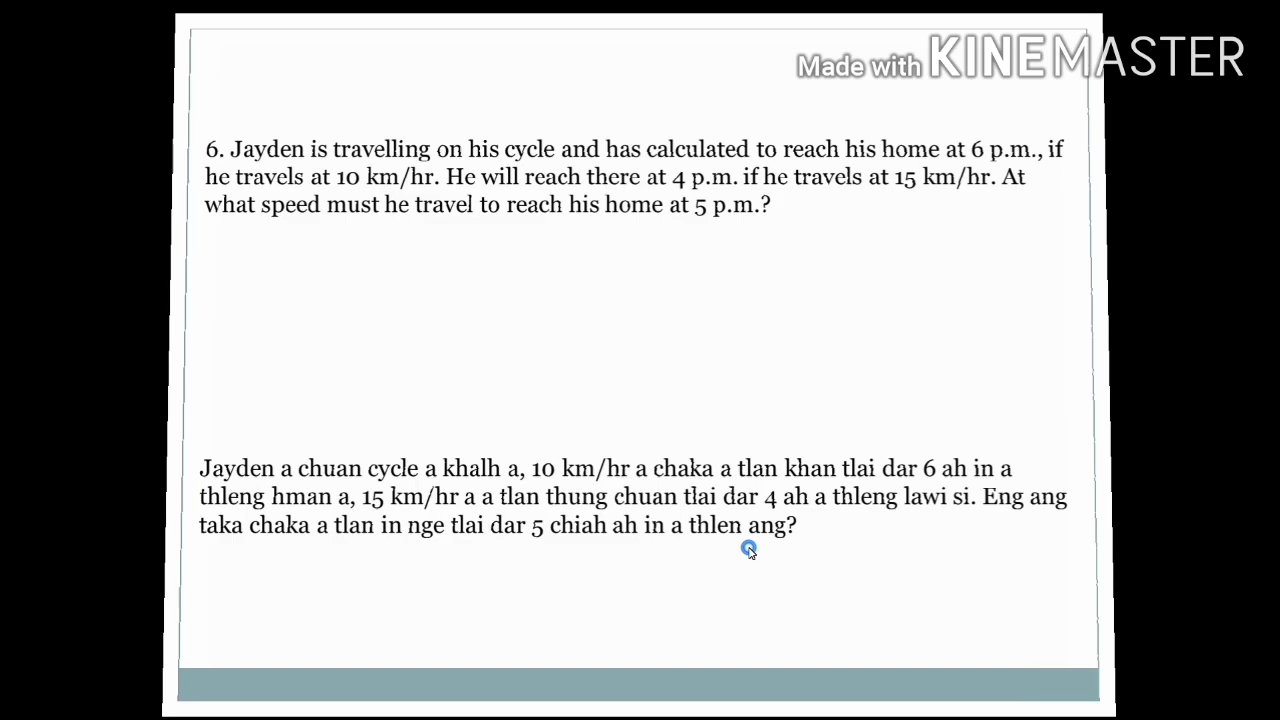 Made with KINEMASTER
6. Jayden is travelling on his cycle and has calculated to reach his home at 6 p.m., if
he travels at 10 km/hr. He will reach there at 4 p.m. if he travels at 15 km/hr. At
what speed must he travel to reach his home at 5 p.m.?
Jayden a chuan cycle a khalh a, 10 km/hr a chaka a tlan khan tlai dar 6 ah in a
thleng hman a, 15 km/hr a a tlan thung chuan tlai dar 4 ah a thleng lawi si. Eng ang
taka chaka a tlan in nge tlai dar 5 chiah ah in a thlen ang?